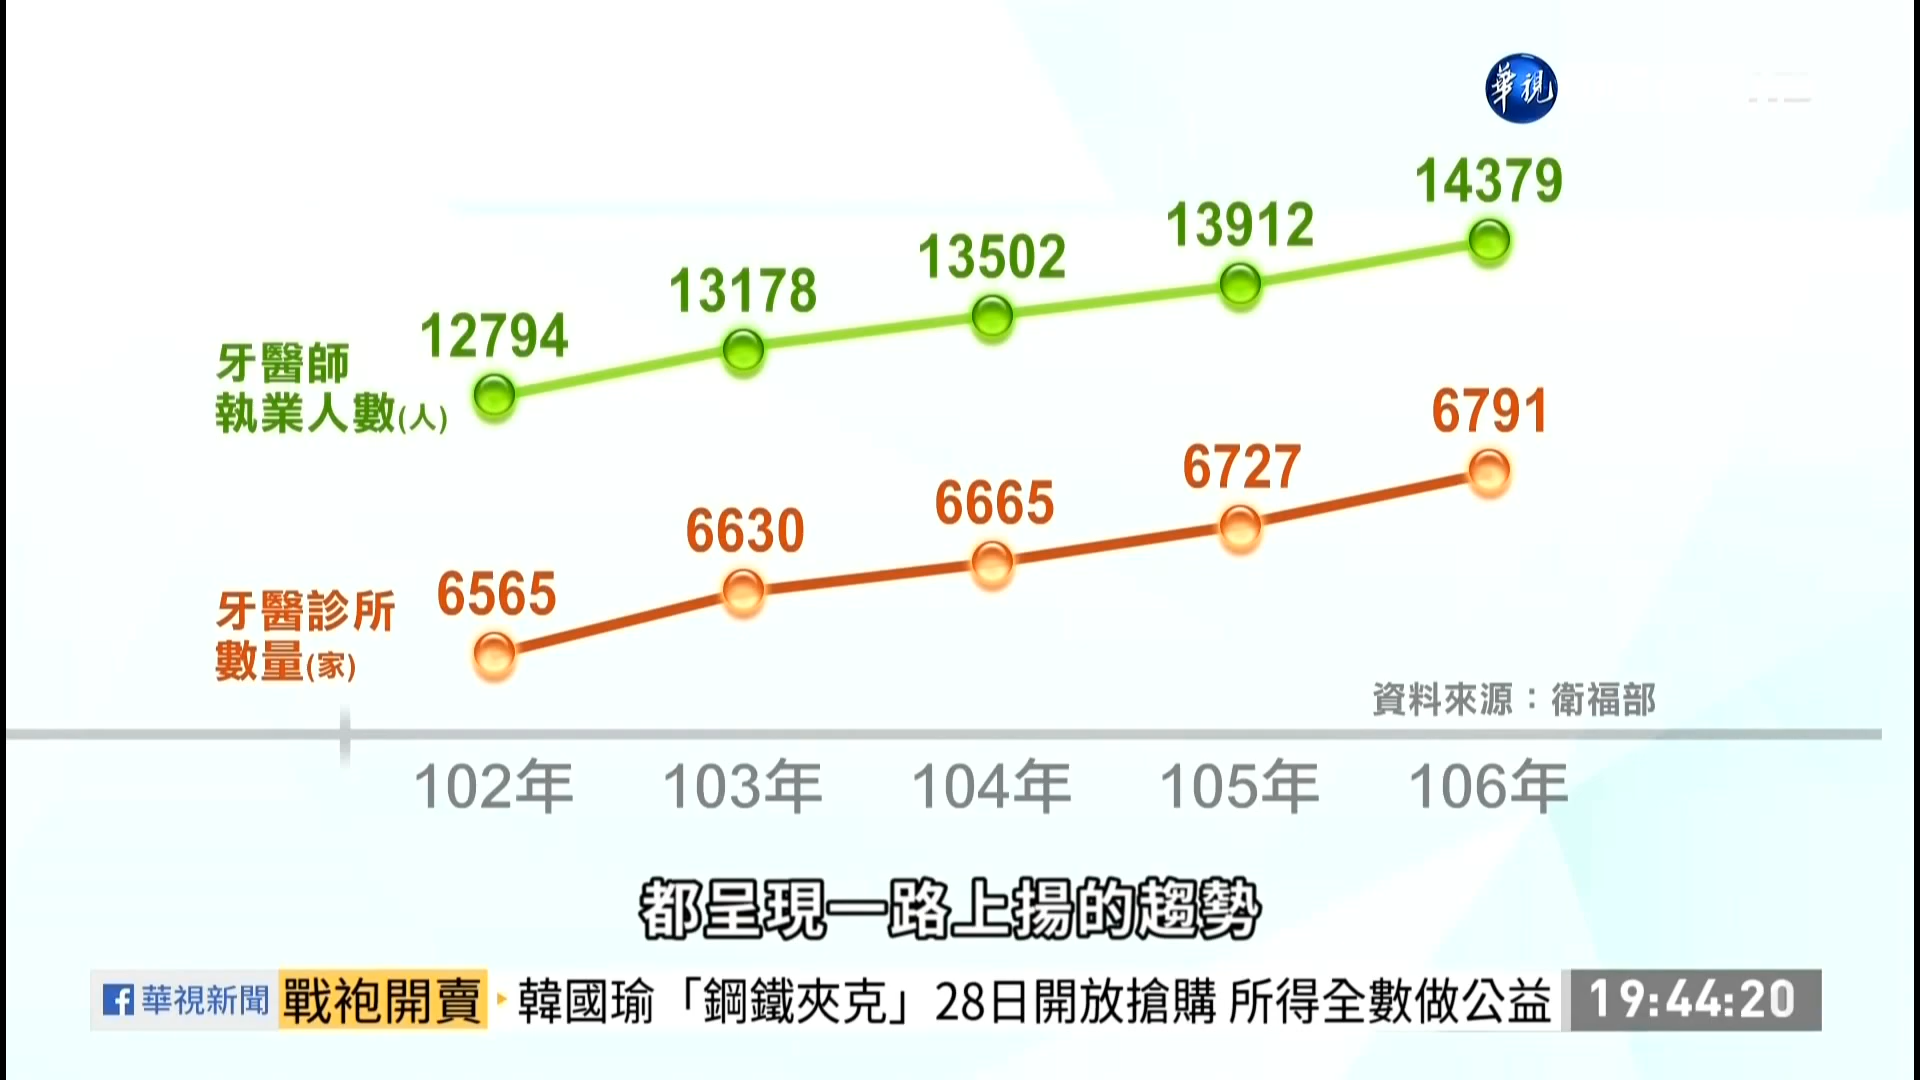 華視
14379
13912
13502
13178
12794
牙醫師
執業人數(人)
6791
6727
6665
6630
6565
牙醫診所
數量(家)
資料來源：衛福部
102年 103年 104年 105年 106年
都呈現一路上揚的趨勢
華視新聞 戰袍開賣 韓國瑜「鋼鐵夾克」28日開放搶購 所得全數做公益 19:44:20